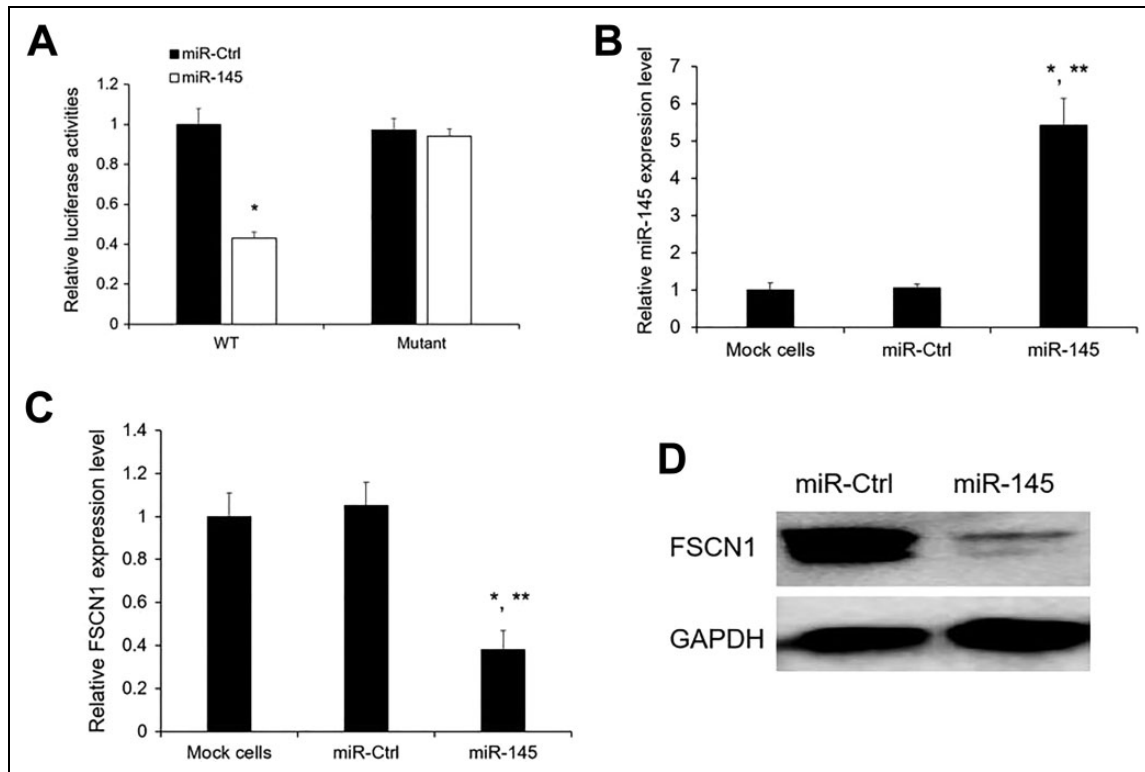 A
miR-Ctrl
miR-145
Relative luciferase activities
1.2
1
0.8
0.6
0.4
0.2
0
*
WT
Mutant
B
Relative miR-145 expression level
7
6
5
4
3
2
1
0
*, **
Mock cells
miR-Ctrl
miR-145
C
Relative FSCN1 expression level
1.4
1.2
1
0.8
0.6
0.4
0.2
0
*, **
Mock cells
miR-Ctrl
miR-145
D
miR-Ctrl miR-145
FSCN1
GAPDH